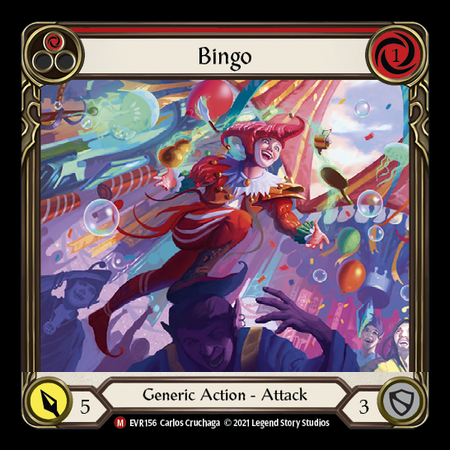 Bingo
1
5
Generic Action - Attack
3
M EVR156 Carlos Cruchaga © 2021 Legend Story Studios